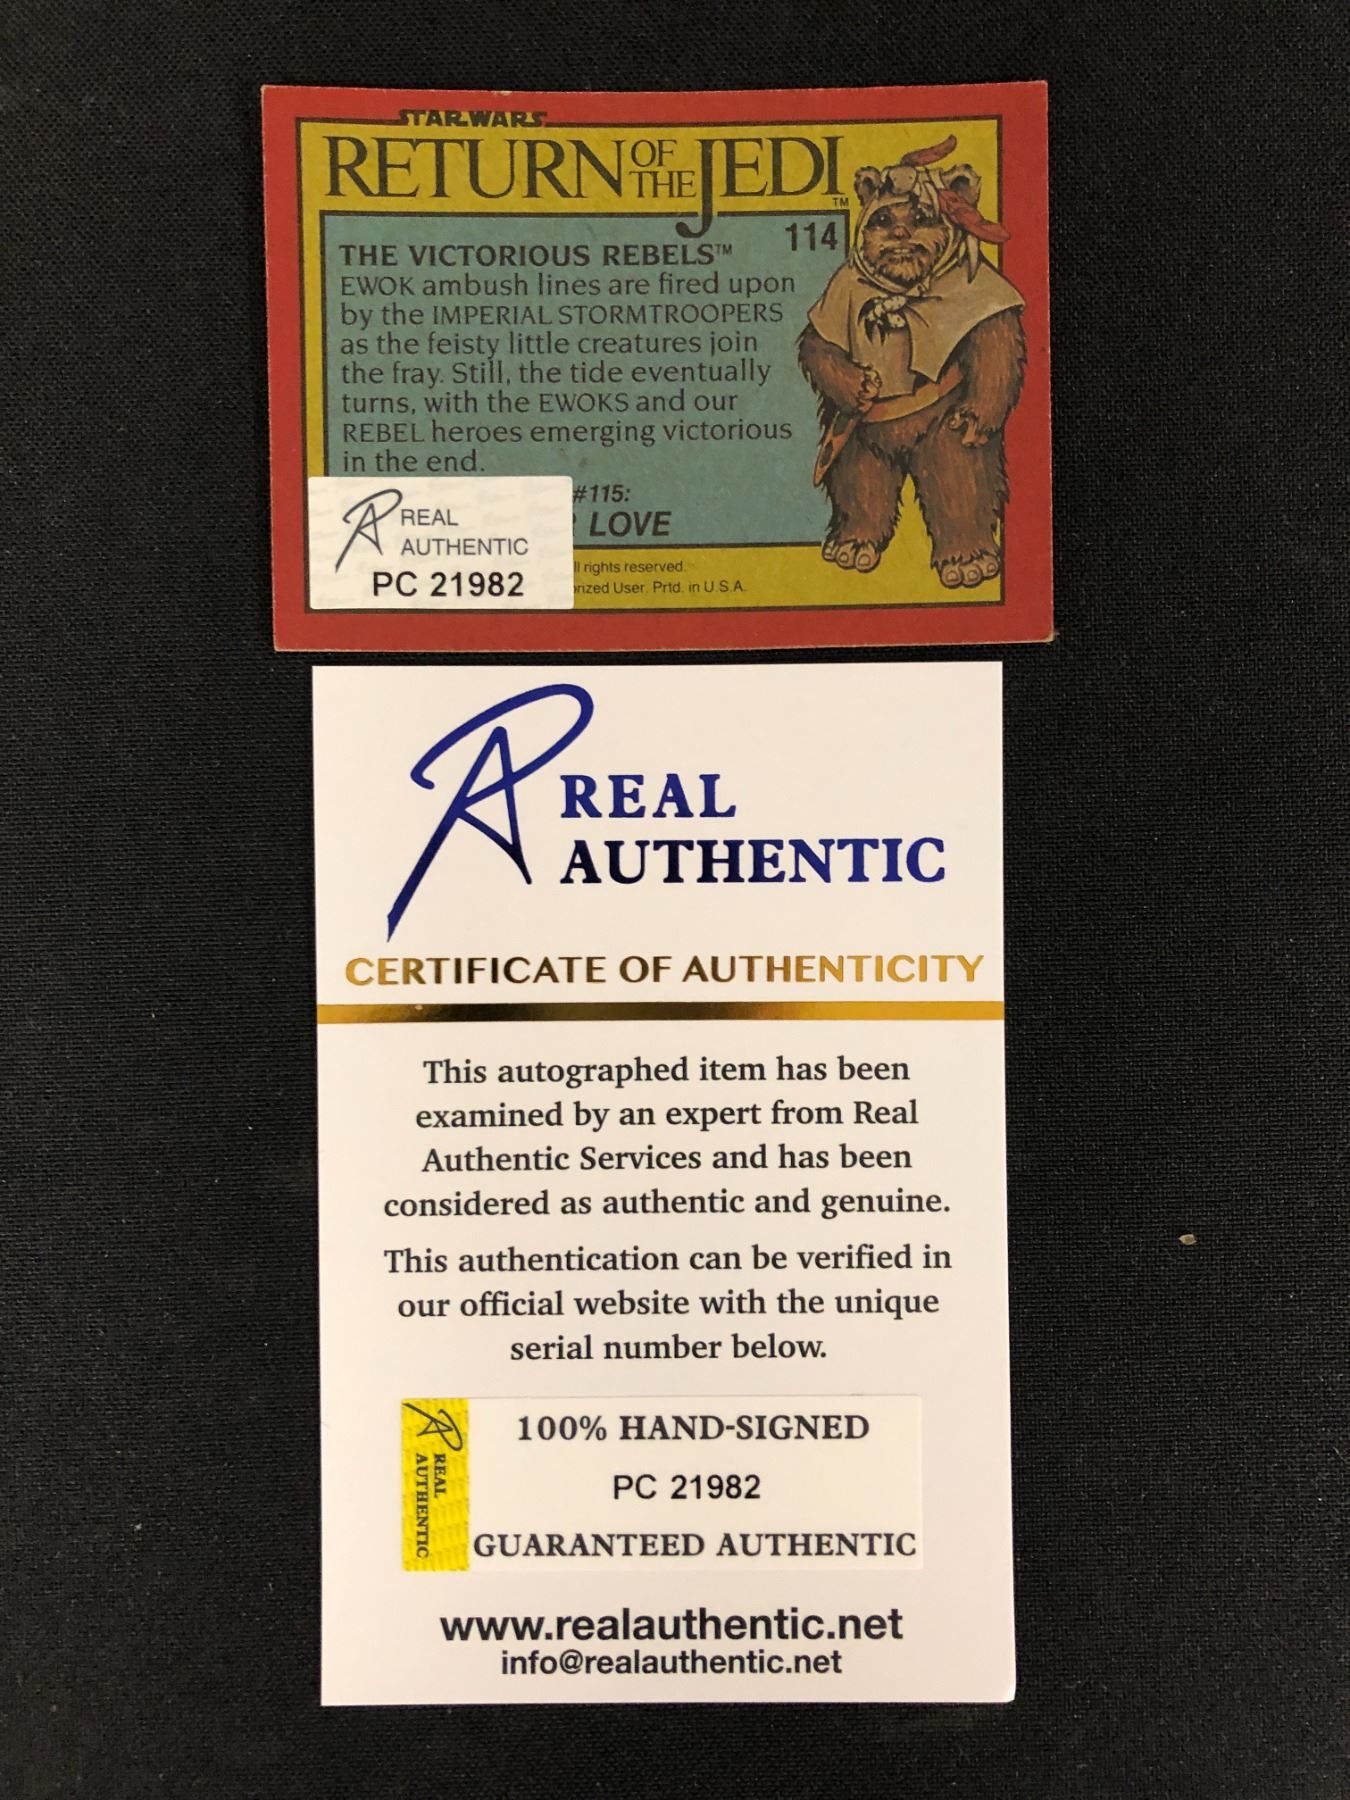 STAR WARS
RETURN OF THE JEDI™
114
THE VICTORIOUS REBELS™
EWOK ambush lines are fired upon
by the IMPERIAL STORMTROOPERS
as the feisty little creatures join
the fray. Still, the tide eventually
turns, with the EWOKS and our
REBEL heroes emerging victorious
in the end.
#115:
LOVE
rights reserved.
User. Prtd. in U.S.A.
REAL
AUTHENTIC
PC 21982
REAL
AUTHENTIC
CERTIFICATE OF AUTHENTICITY
This autographed item has been
examined by an expert from Real
Authentic Services and has been
considered as authentic and genuine.
This authentication can be verified in
our official website with the unique
serial number below.
REAL
AUTHENTIC
100% HAND-SIGNED
PC 21982
GUARANTEED AUTHENTIC
www.realauthentic.net
info@realauthentic.net